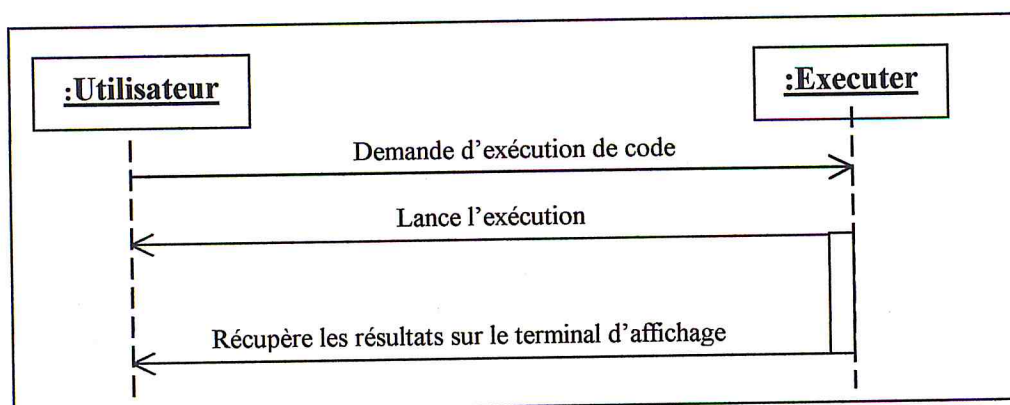 :Utilisateur
:Executer
Demande d'exécution de code
Lance l'exécution
Récupère les résultats sur le terminal d'affichage